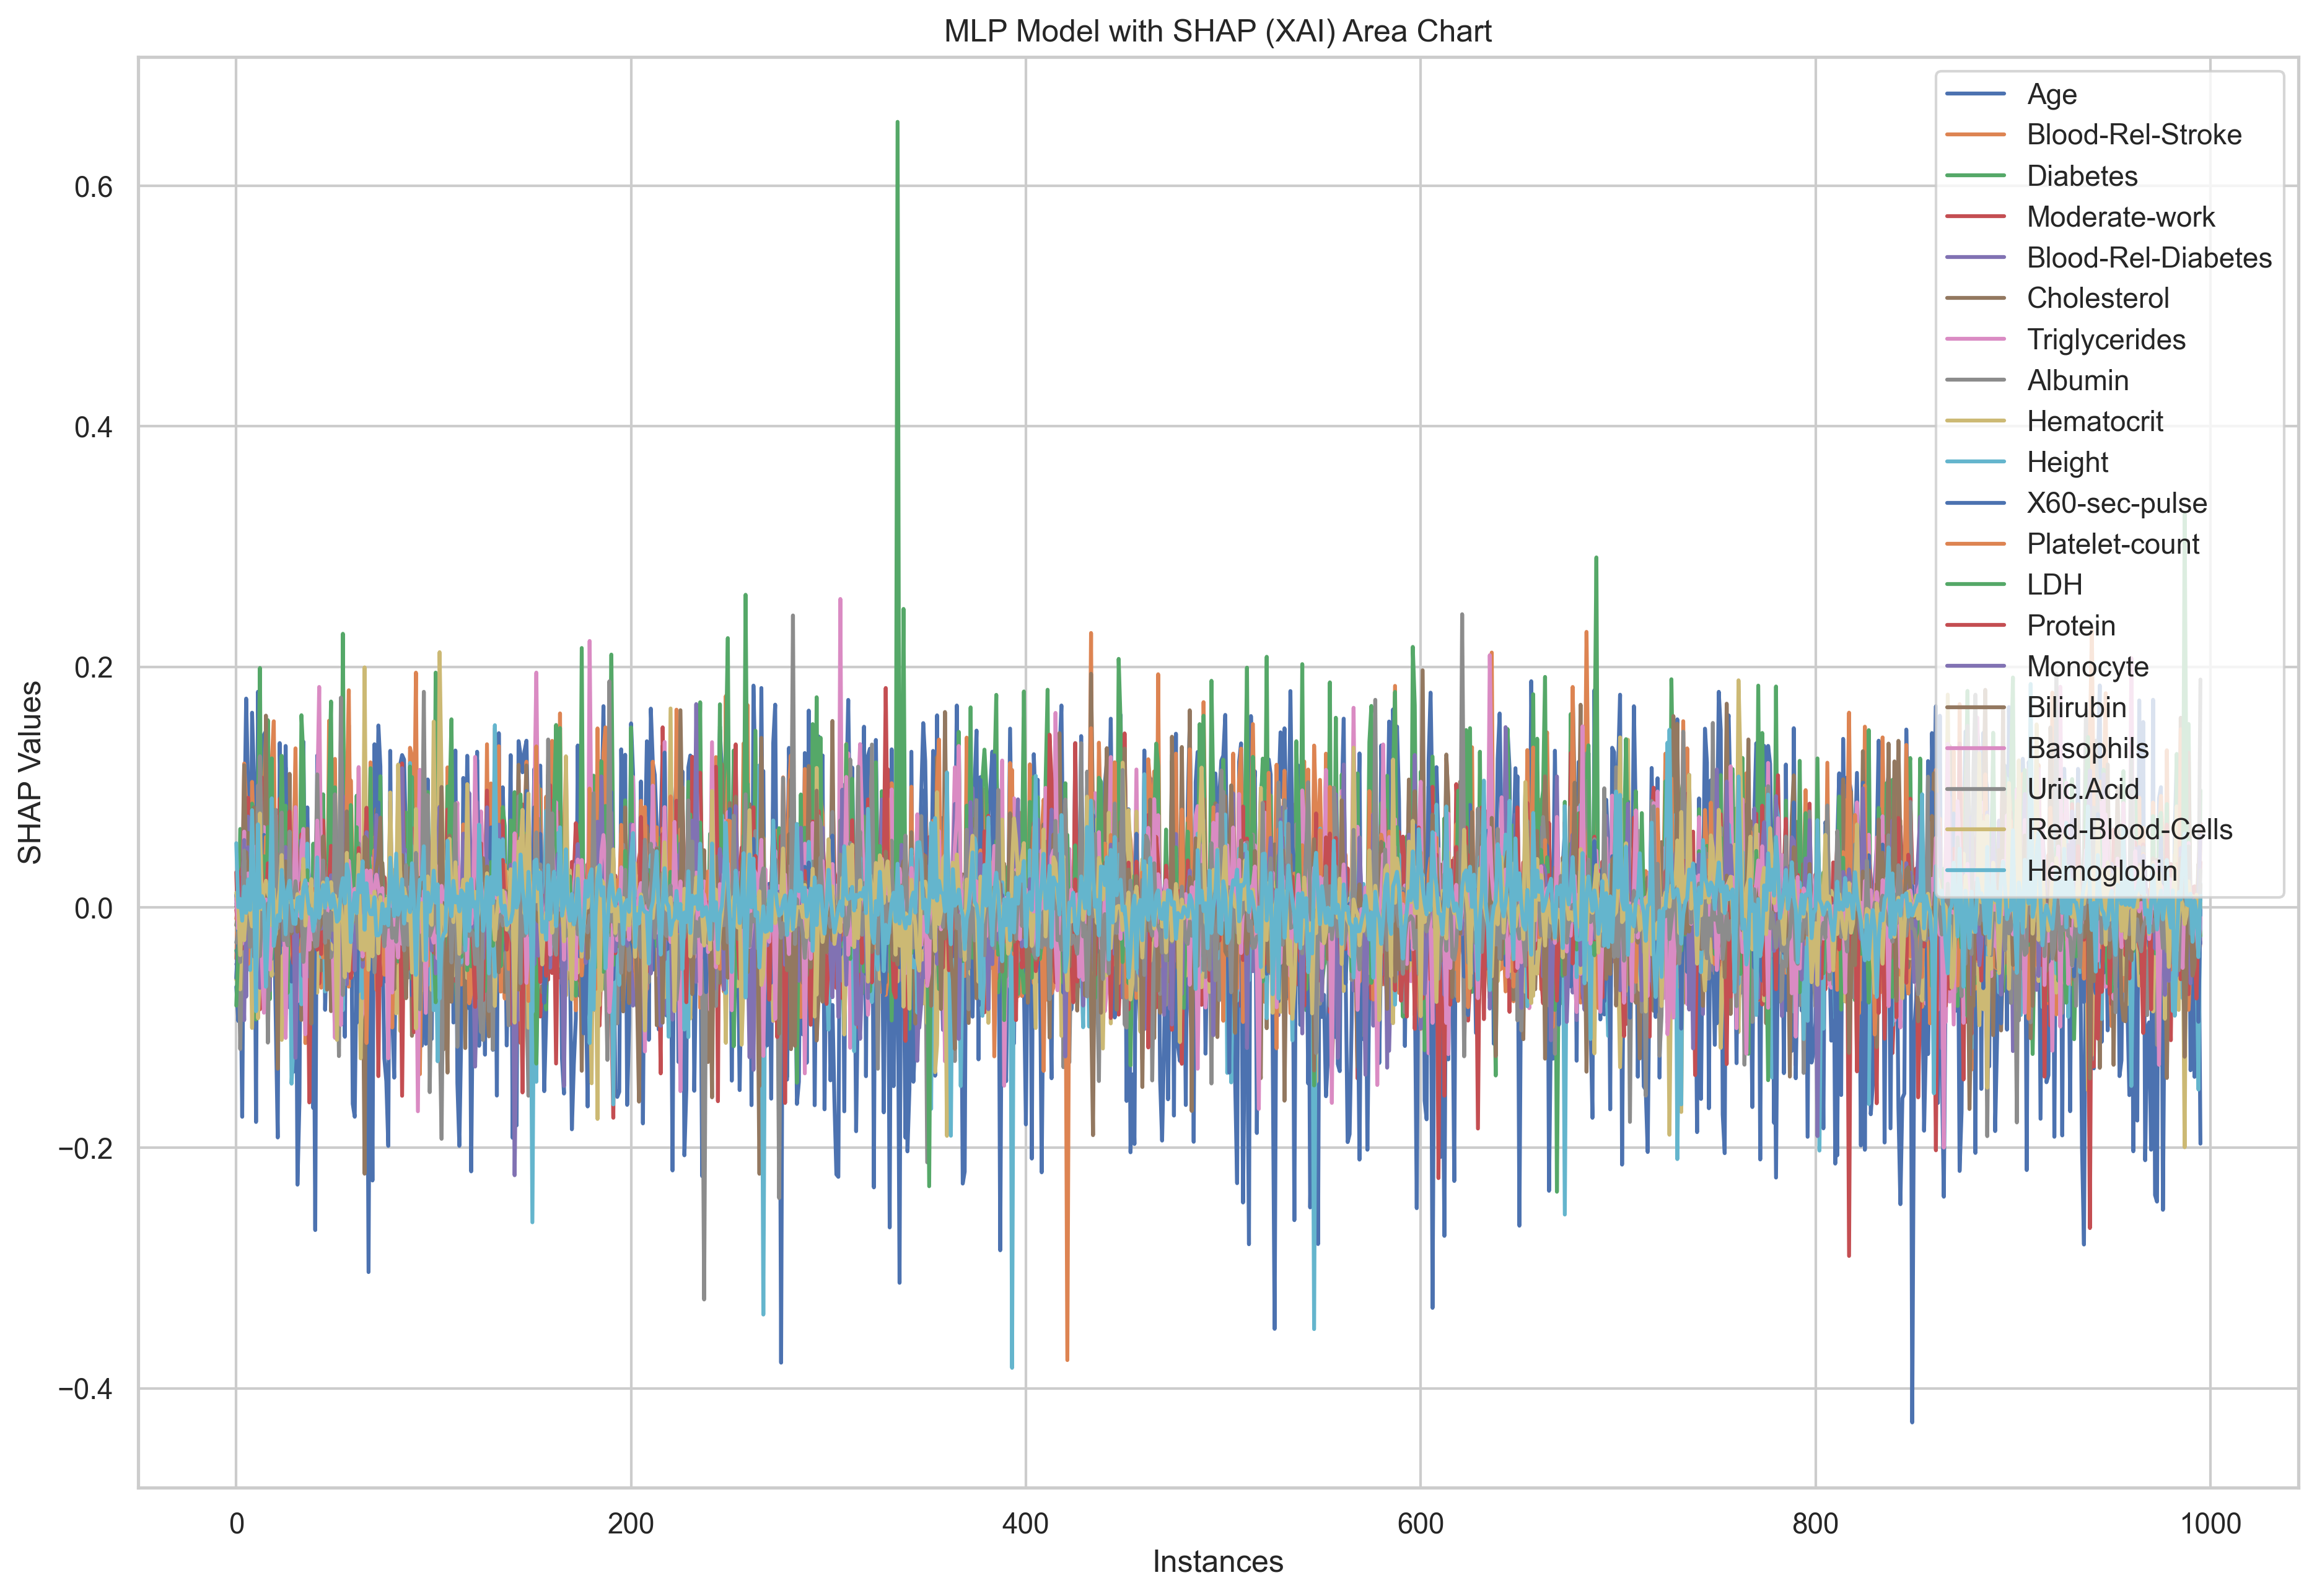 MLP Model with SHAP (XAI) Area Chart
Age
Blood-Rel-Stroke
Diabetes
Moderate-work
Blood-Rel-Diabetes
Cholesterol
Triglycerides
Albumin
Hematocrit
Height
X60-sec-pulse
Platelet-count
LDH
Protein
Monocyte
Bilirubin
Basophils
Uric.Acid
Red-Blood-Cells
Hemoglobin
SHAP Values
0.6
0.4
0.2
0.0
−0.2
−0.4
0 200 400 600 800 1000
Instances